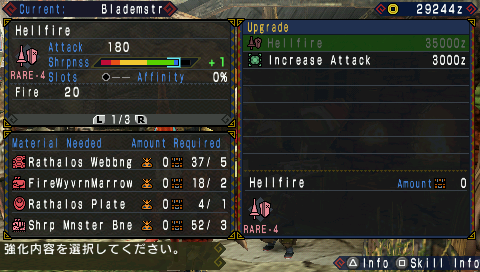 Current: Bladmstr
29244z
Hellfire
Attack 180
Shrpnss +1
RARE-4
Slots ●ーー Affinity 0%
Fire 20
L 1/3 R
Upgrade
Hellfire 35000z
Increase Attack 3000z
Material Needed Amount Required
Rathalos Webbng 0 37/ 5
FireWyvrnMarrow 0 18/ 2
Rathalos Plate 0 4/ 1
Shrp Mnster Bne 0 52/ 3
Hellfire Amount 0
RARE-4
強化内容を選択してください。
△Info □Skill Info